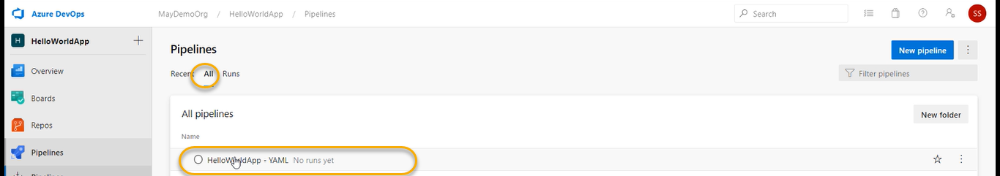 Azure DevOps
MayDemoOrg / HelloWorldApp / Pipelines
Search
SS
H HelloWorldApp
Overview
Boards
Repos
Pipelines
Pipelines
Pipelines
New pipeline
Recent All Runs
Filter pipelines
All pipelines
New folder
Name
HelloWorldApp - YAML No runs yet